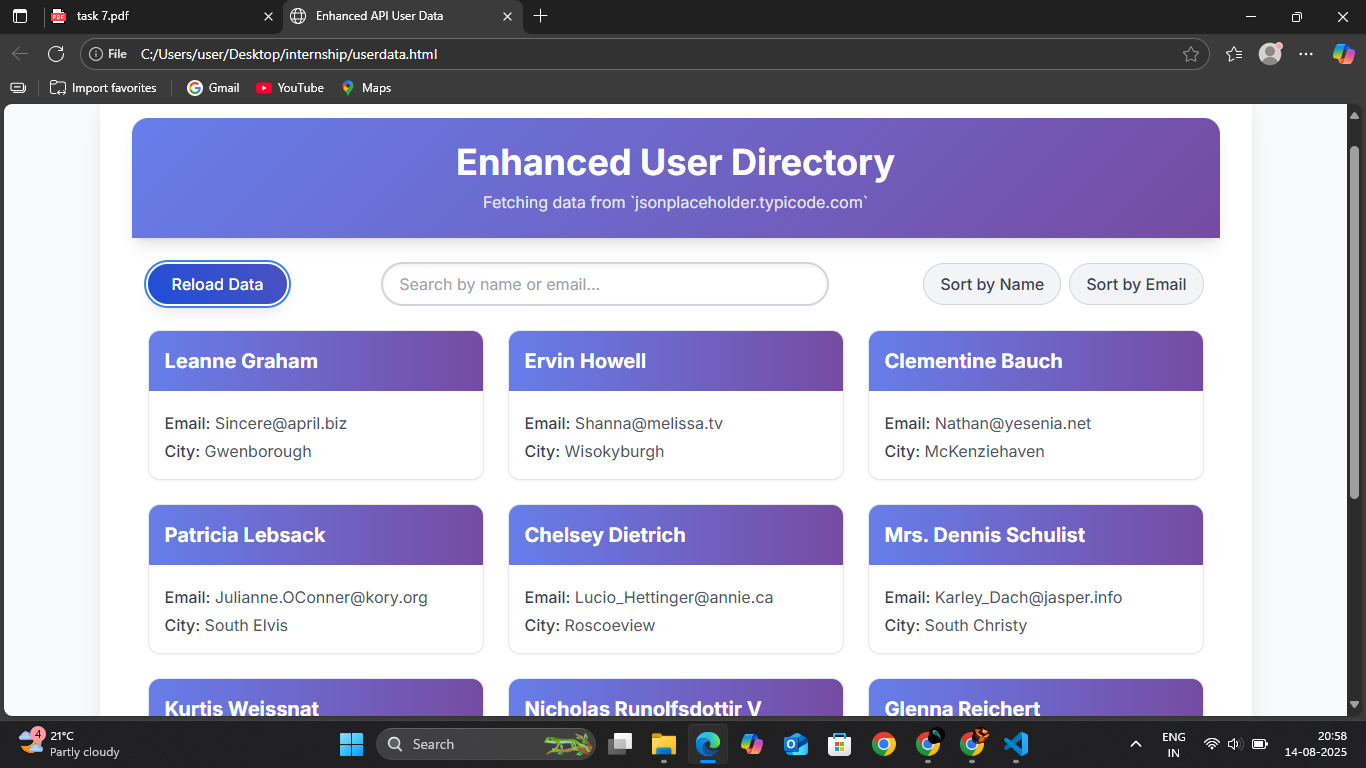 task 7.pdf
Enhanced API User Data
File C:/Users/user/Desktop/internship/userdata.html
Import favorites Gmail YouTube Maps
Enhanced User Directory
Fetching data from `jsonplaceholder.typicode.com`
Reload Data Search by name or email... Sort by Name Sort by Email
Leanne Graham
Email: Sincere@april.biz
City: Gwenborough
Ervin Howell
Email: Shanna@melissa.tv
City: Wisokyburgh
Clementine Bauch
Email: Nathan@yesenia.net
City: McKenziehaven
Patricia Lebsack
Email: Julianne.OConner@kory.org
City: South Elvis
Chelsey Dietrich
Email: Lucio_Hettinger@annie.ca
City: Roscoeview
Mrs. Dennis Schulist
Email: Karley_Dach@jasper.info
City: South Christy
Kurtis Weissnat
Nicholas Runolfsdottir V
Glenna Reichert
4
21°C
Partly cloudy
Search
ENG
IN
20:58
14-08-2025